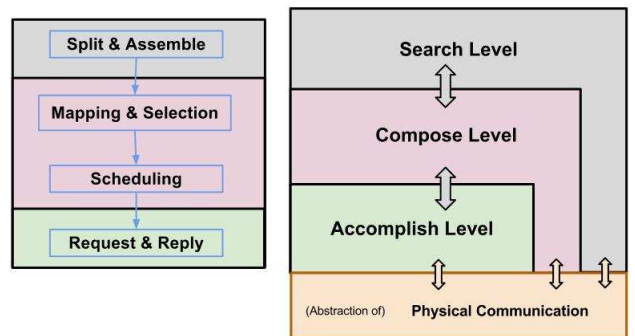 Split & Assemble
Mapping & Selection
Scheduling
Request & Reply
Search Level
Compose Level
Accomplish Level
(Abstraction of) Physical Communication